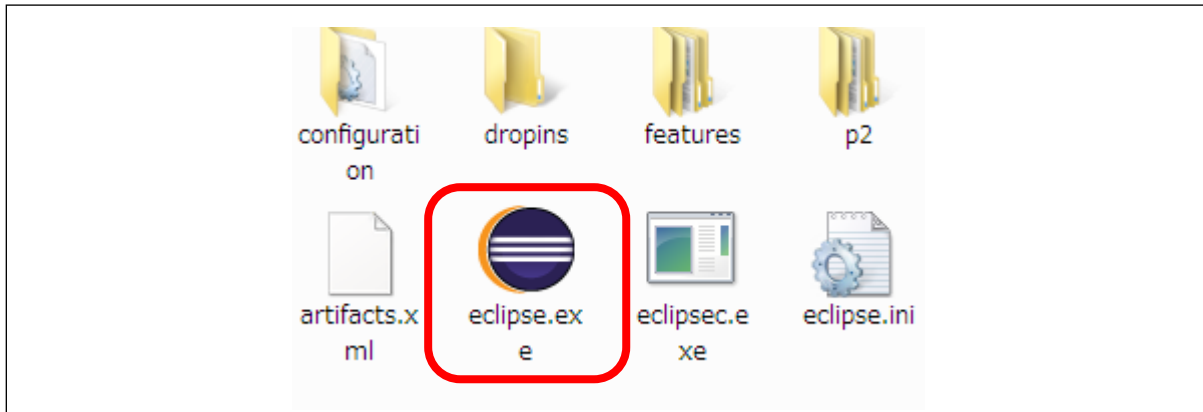 configurati
on
dropins
features
p2
artifacts.x
ml
eclipse.ex
e
eclipsec.e
xe
eclipse.ini